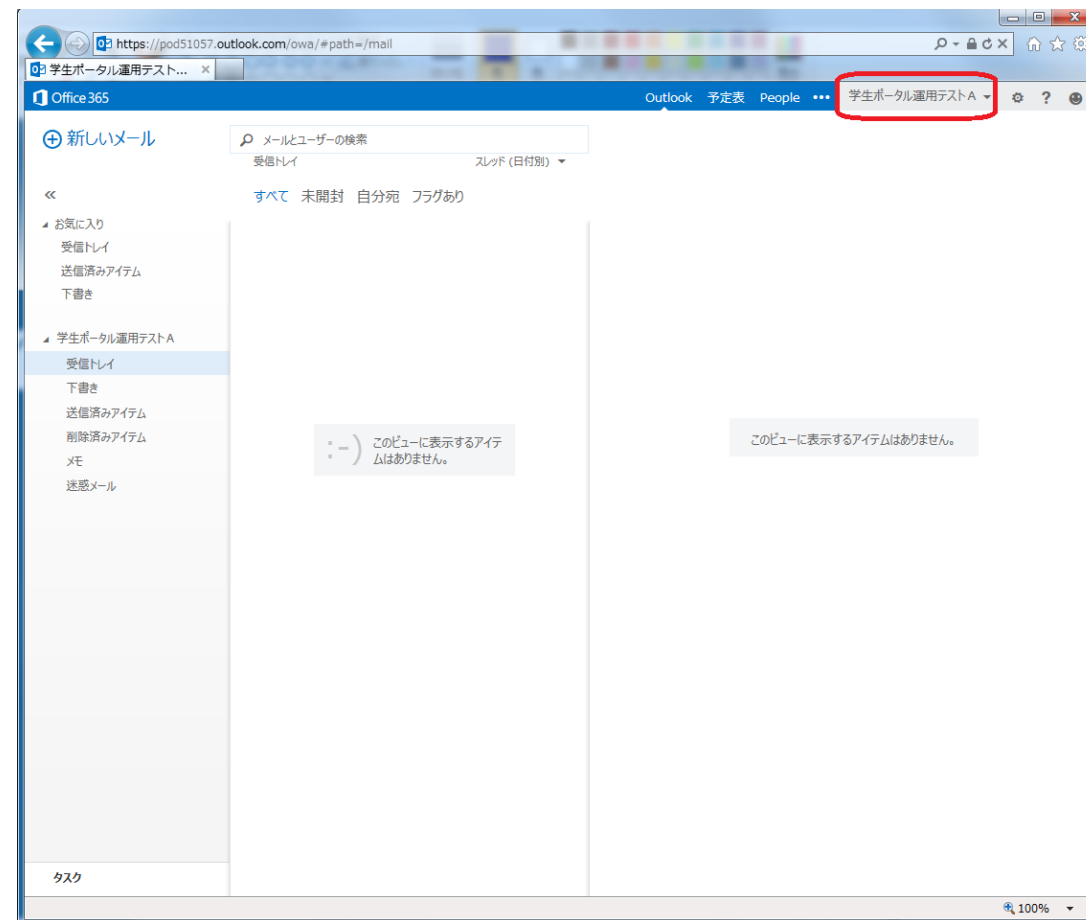 https://pod51057.outlook.com/owa/#path=/mail
学生ポータル運用テスト...
Office 365
Outlook 予定表 People 学生ポータル運用テストA ?
新しいメール
メールとユーザーの検索
受信トレイ スレッド (日付別)
すべて 未開封 自分宛 フラグあり
お気に入り
受信トレイ
送信済みアイテム
下書き
学生ポータル運用テストA
受信トレイ
下書き
送信済みアイテム
削除済みアイテム
メモ
迷惑メール
:-) このビューに表示するアイテ
ムはありません。
このビューに表示するアイテムはありません。
タスク
100%